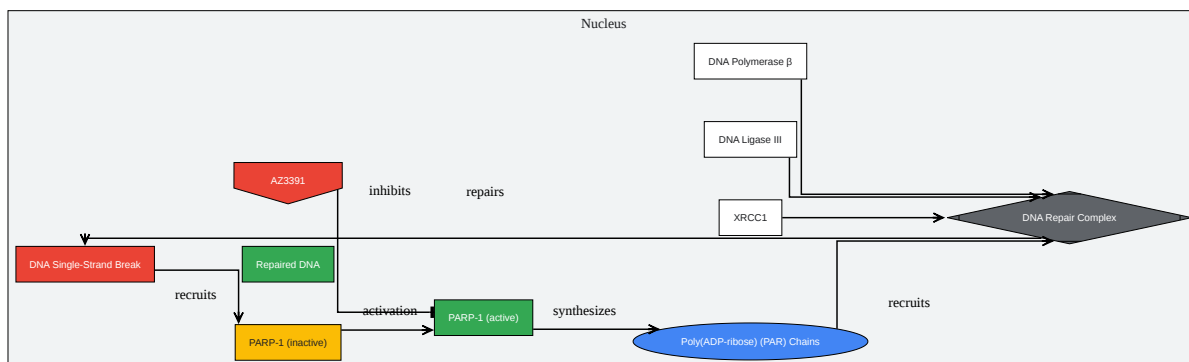 Nucleus
DNA Polymerase β
DNA Ligase III
AZ3391
inhibits
repairs
XRCC1
DNA Repair Complex
DNA Single-Strand Break
Repaired DNA
recruits
activation
PARP-1 (active)
synthesizes
recruits
PARP-1 (inactive)
Poly(ADP-ribose) (PAR) Chains